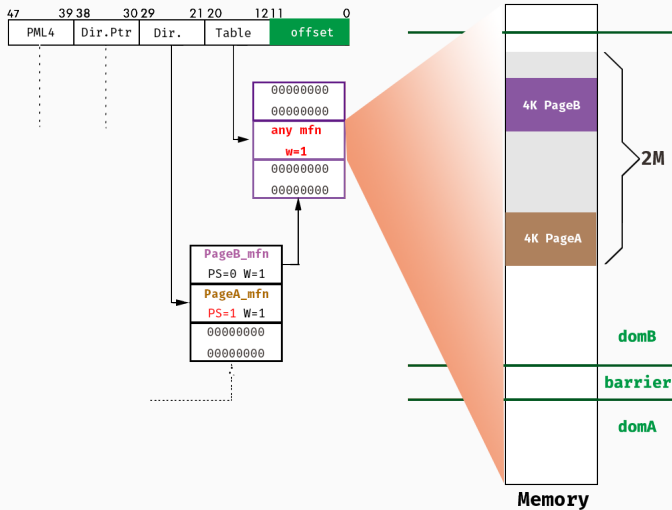 47 39 38 30 29 21 20 12 11 0
PML4 Dir.Ptr Dir. Table offset
00000000
00000000
any mfn
w=1
00000000
00000000
PageB_mfn
PS=0 W=1
PageA_mfn
PS=1 W=1
00000000
00000000
4K PageB
2M
4K PageA
domB
barrier
domA
Memory